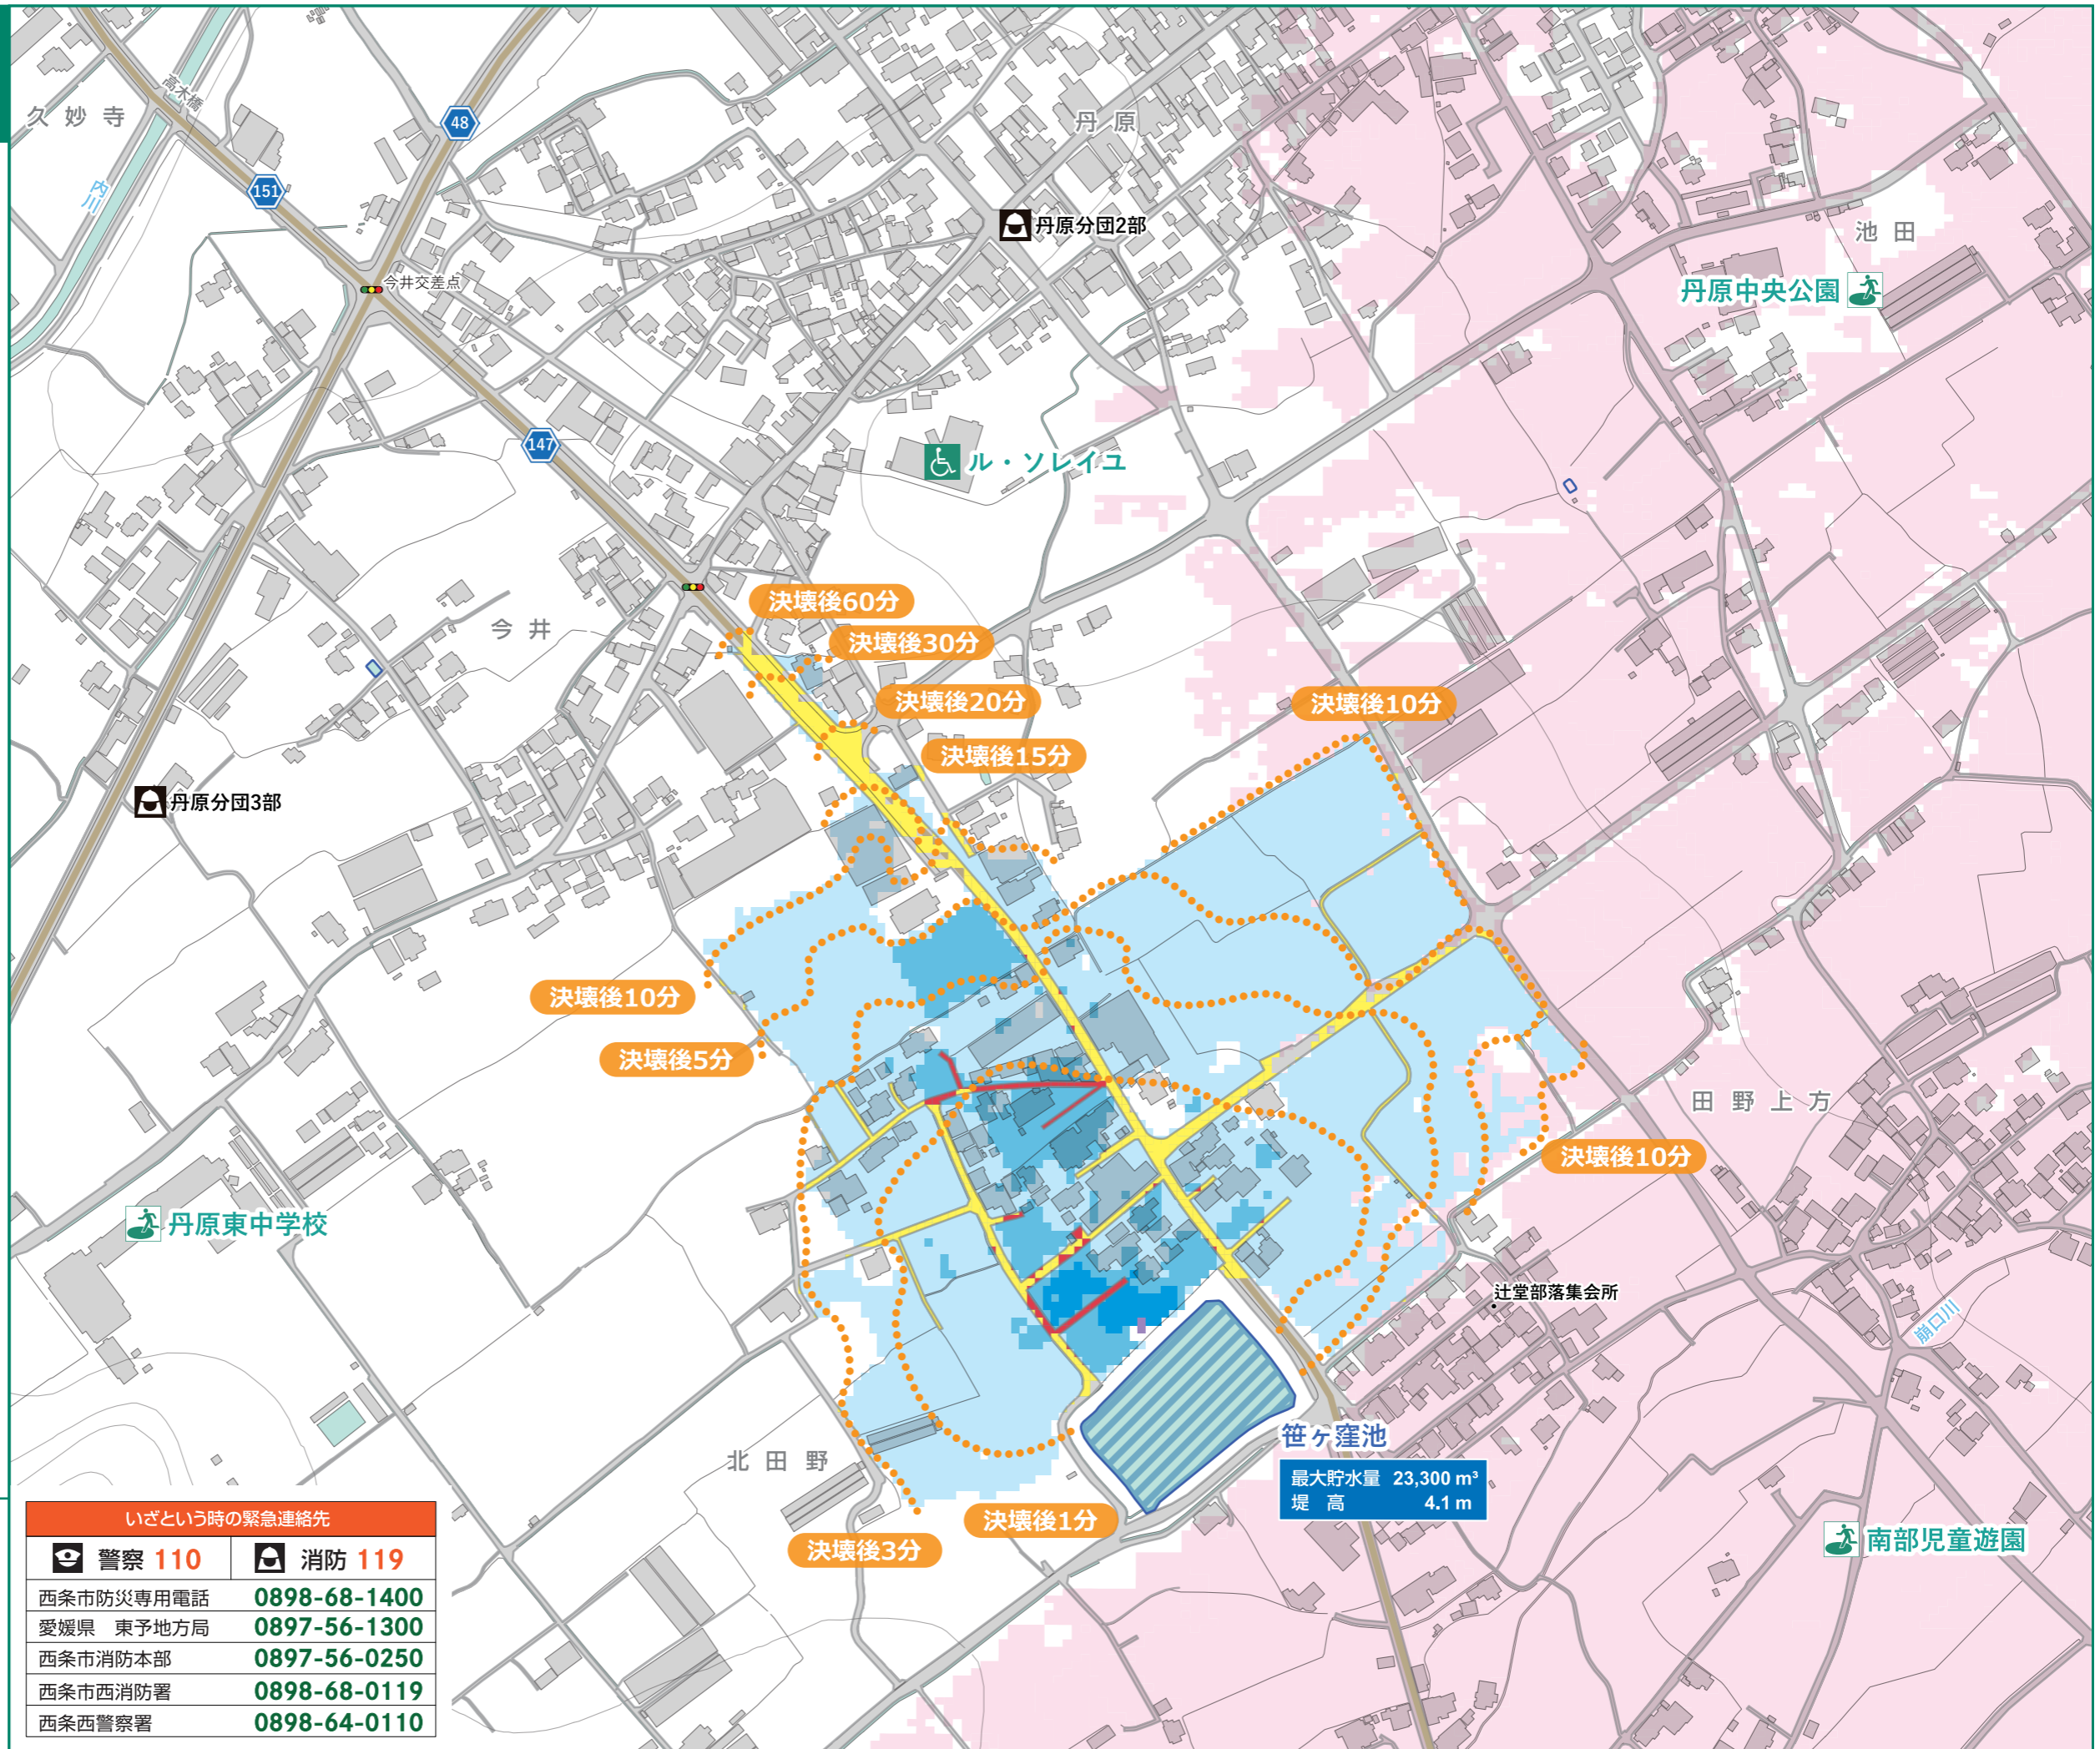 久妙寺
高木橋
48
151
内川
今井交差点
丹原
丹原分団2部
池田
丹原中央公園
147
ル・ソレイユ
今井
決壊後60分
決壊後30分
決壊後20分
決壊後15分
決壊後10分
丹原分団3部
決壊後10分
決壊後5分
田野上方
決壊後10分
丹原東中学校
辻堂部落集会所
崩口川
笹ヶ窪池
最大貯水量 23,300 m³
堤 高 4.1 m
北田野
決壊後1分
決壊後3分
南部児童遊園
いざという時の緊急連絡先
警察 110 消防 119
西条市防災専用電話 0898-68-1400
愛媛県 東予地方局 0897-56-1300
西条市消防本部 0897-56-0250
西条市西消防署 0898-68-0119
西条西警察署 0898-64-0110